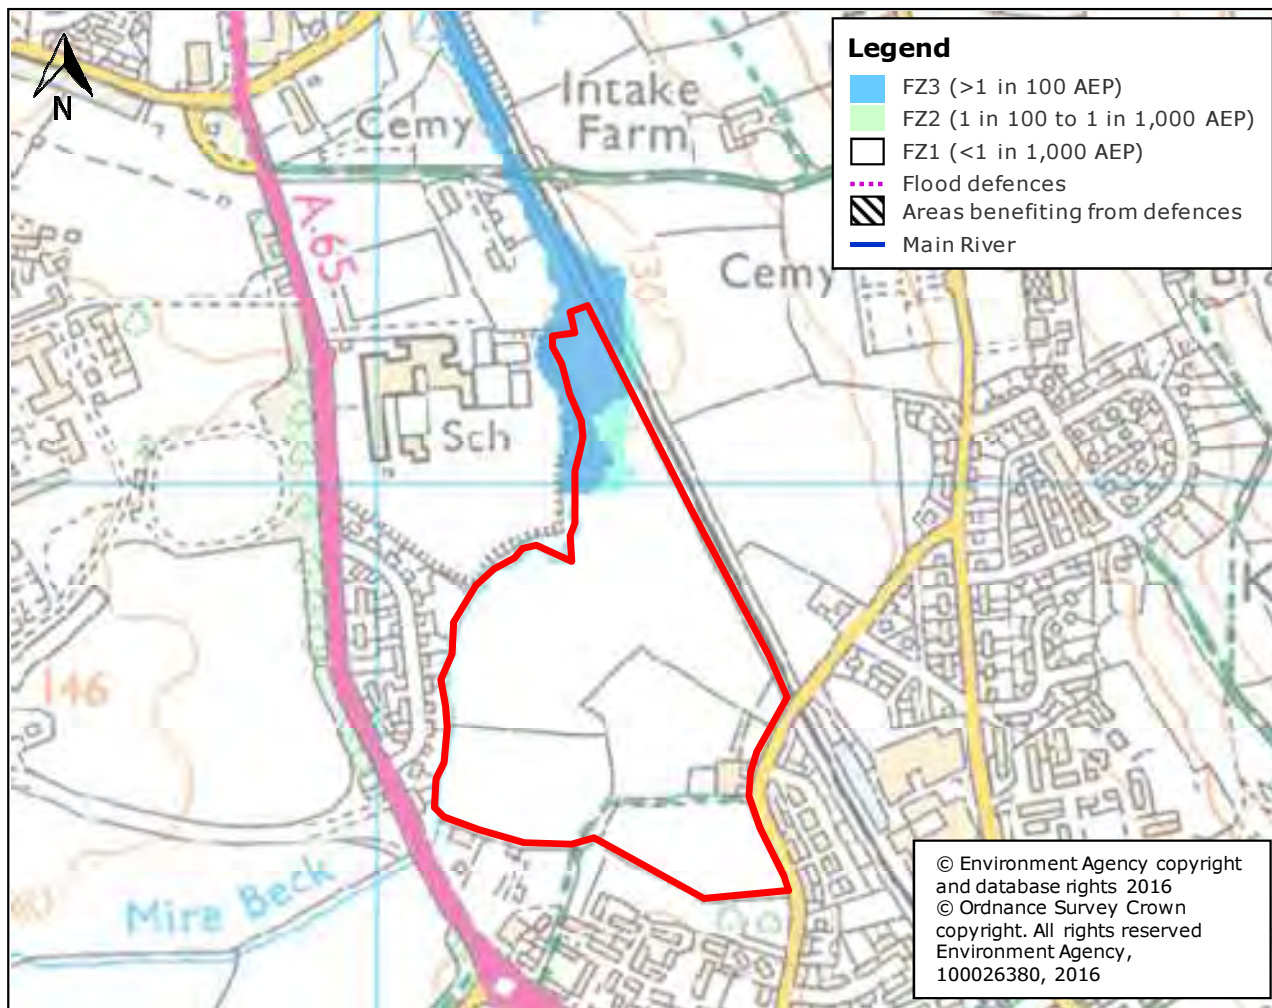 N
Intake
Farm
Cemy
A.65
130
Cemy
Sch
146
Mire Beck
Legend
FZ3 (>1 in 100 AEP)
FZ2 (1 in 100 to 1 in 1,000 AEP)
FZ1 (<1 in 1,000 AEP)
Flood defences
Areas benefiting from defences
Main River
© Environment Agency copyright
and database rights 2016
© Ordnance Survey Crown
copyright. All rights reserved
Environment Agency,
100026380, 2016